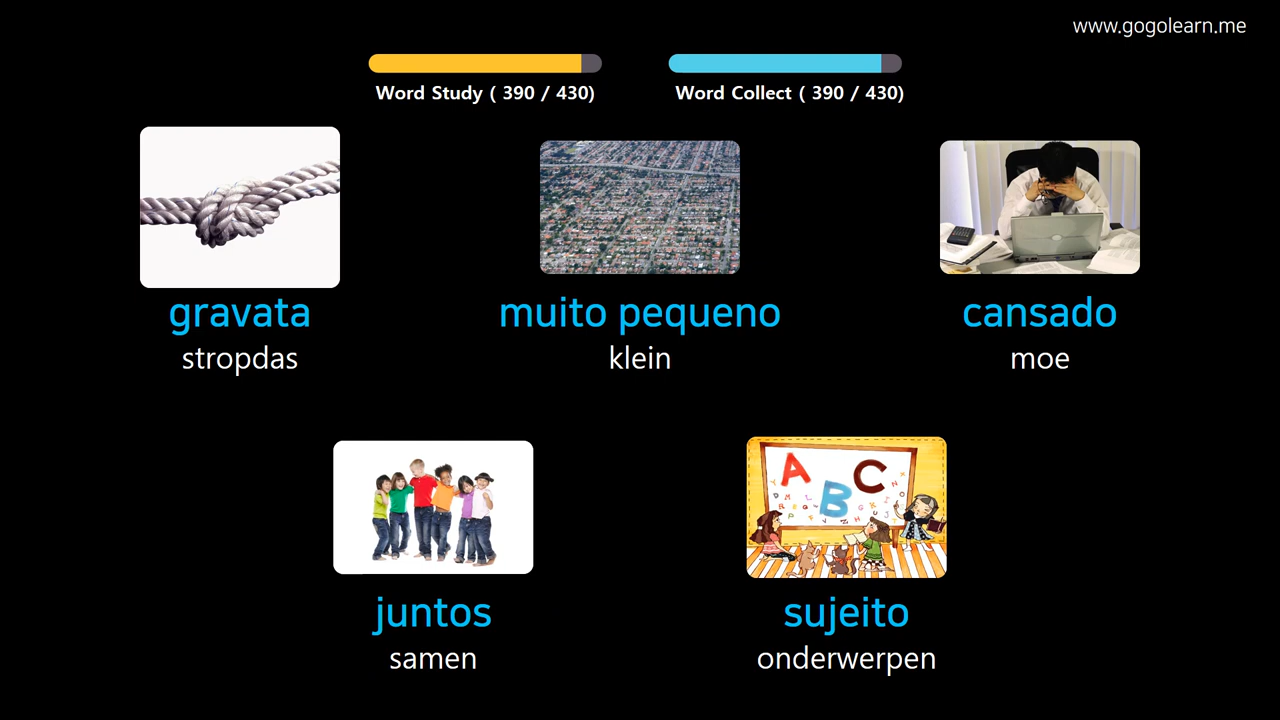 www.gogolearn.me
Word Study ( 390 / 430)
Word Collect ( 390 / 430)
gravata
stropdas
muito pequeno
klein
cansado
moe
A B C
juntos
samen
sujeito
onderwerpen